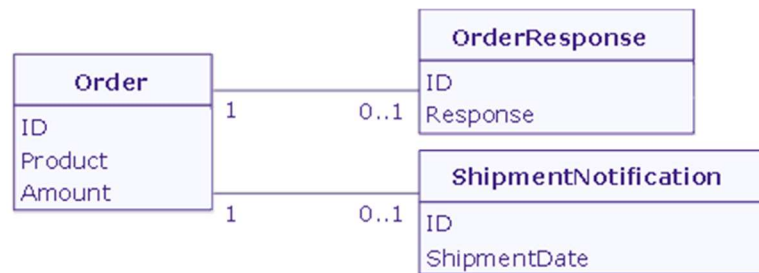 Order
ID
Product
Amount
1
0..1
OrderResponse
ID
Response
1
0..1
ShipmentNotification
ID
ShipmentDate